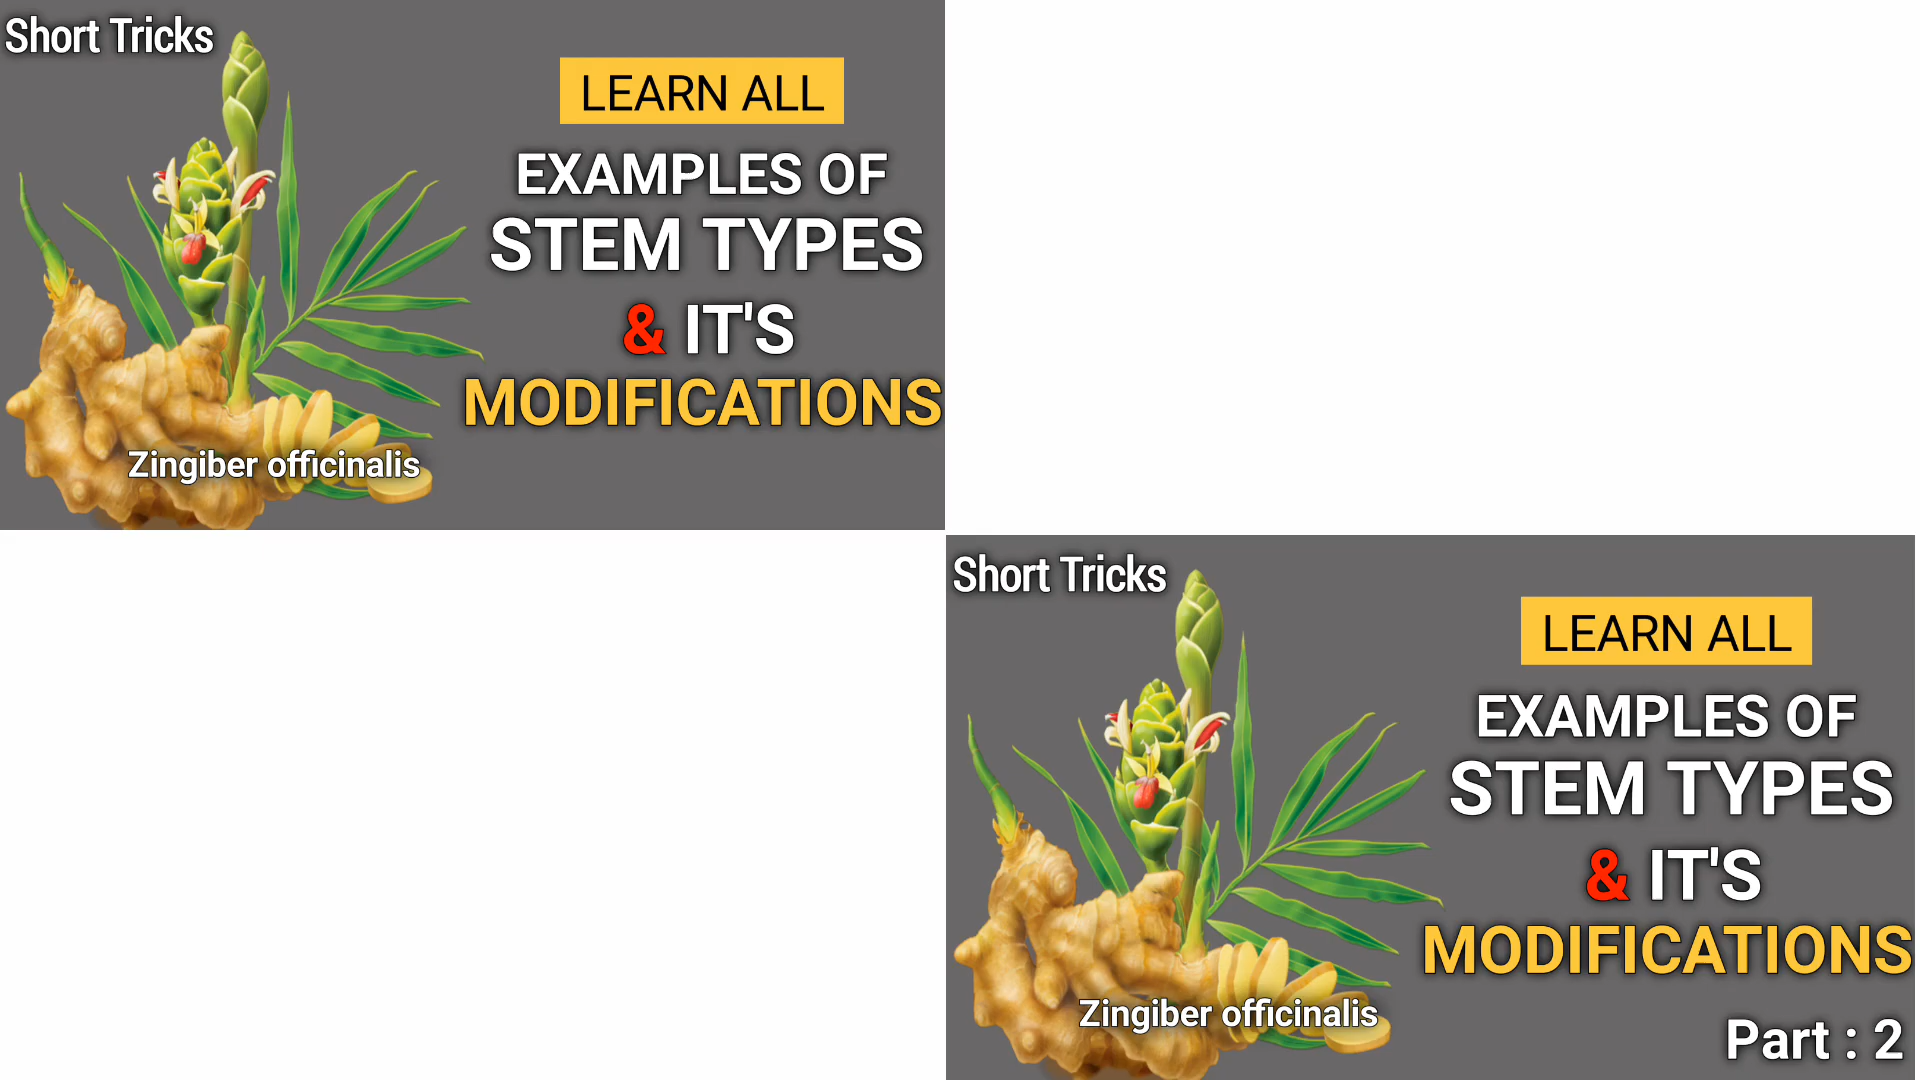 Short Tricks
LEARN ALL
EXAMPLES OF
STEM TYPES
& IT'S
MODIFICATIONS
Zingiber officinalis
Short Tricks
LEARN ALL
EXAMPLES OF
STEM TYPES
& IT'S
MODIFICATIONS
Zingiber officinalis
Part : 2